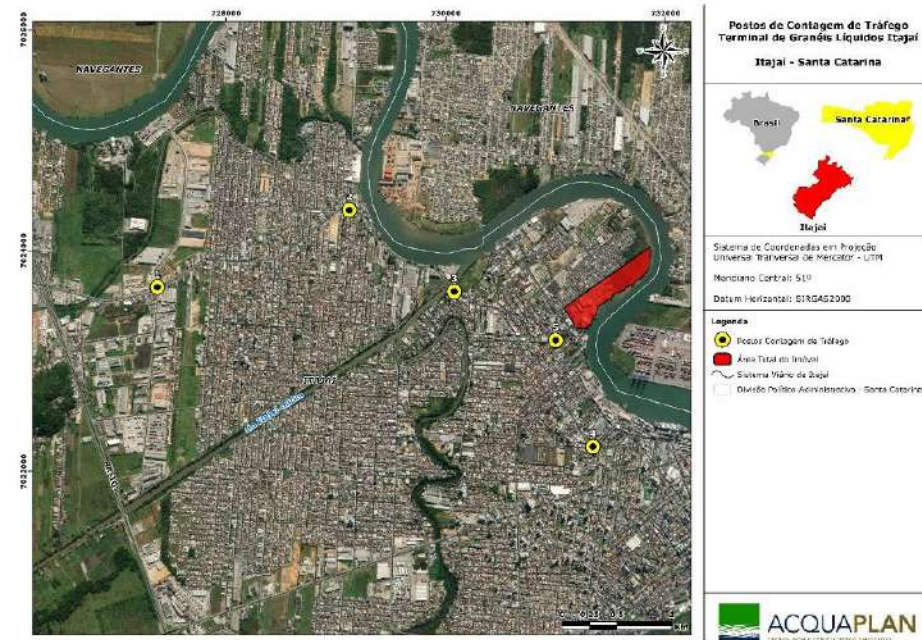 728000
730000
732000
7026000
7024000
7022000
NAVEGANTES
NAVEGANTES
3
5
4
Postos de Contagem de Tráfego
Terminal de Granéis Líquidos Itajaí
Itajaí - Santa Catarina
Brasil
Santa Catarina
Itajaí
Sistema de Coordenadas em Projeção
Universal Tranversal de Mercator - UTM
Meridiano Central: 51º
Datum Horizontal: SIRGAS2000
Legenda
Postos Contagem de Tráfego
Área Total do Imóvel
Sistema Viário de Itajaí
Divisão Político Administrativo - Santa Catarina
ACQUAPLAN